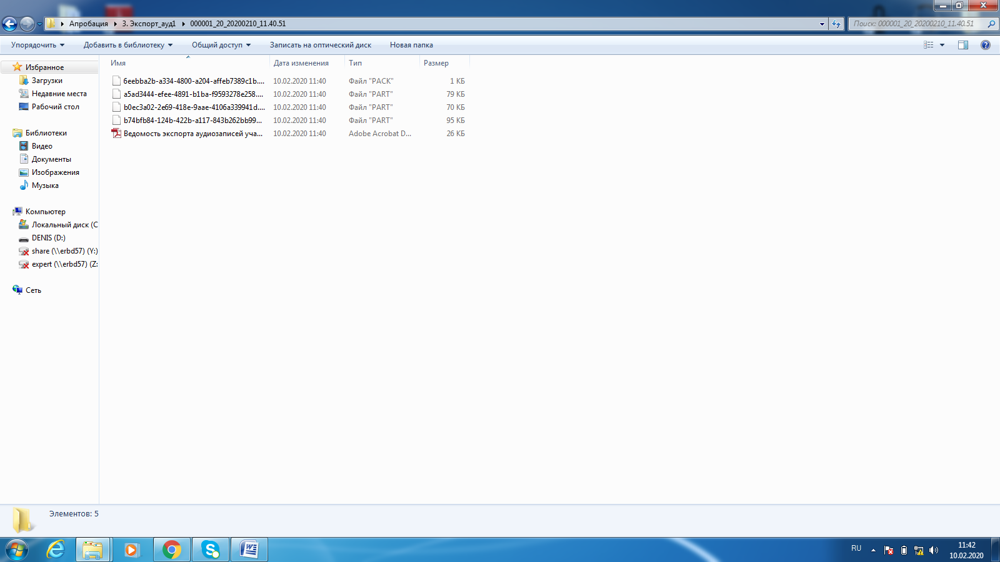 Апробация 3. Экспорт_ауд1 000001_20_20200210_11.40.51
Поиск: 000001_20_20200210_11.40.51
Упорядочить Добавить в библиотеку Общий доступ Записать на оптический диск Новая папка
Имя Дата изменения Тип Размер
6eebba2b-a334-4800-a204-affeb7389c1b.... 10.02.2020 11:40 Файл "PACK" 1 КБ
a5ad3444-efee-4891-b1ba-f9593278e258.... 10.02.2020 11:40 Файл "PART" 79 КБ
b0ec3a02-2e69-418e-9aae-4106a339941d.... 10.02.2020 11:40 Файл "PART" 70 КБ
b74bfb84-124b-422b-a117-843b262bb99... 10.02.2020 11:40 Файл "PART" 95 КБ
Ведомость экспорта аудиозаписей уча... 10.02.2020 11:40 Adobe Acrobat D... 26 КБ
Избранное
Загрузки
Недавние места
Рабочий стол
Библиотеки
Видео
Документы
Изображения
Музыка
Компьютер
Локальный диск (C
DENIS (D:)
share (\\erbd57) (Y:)
expert (\\erbd57) (Z:
Сеть
Элементов: 5
RU
11:42
10.02.2020